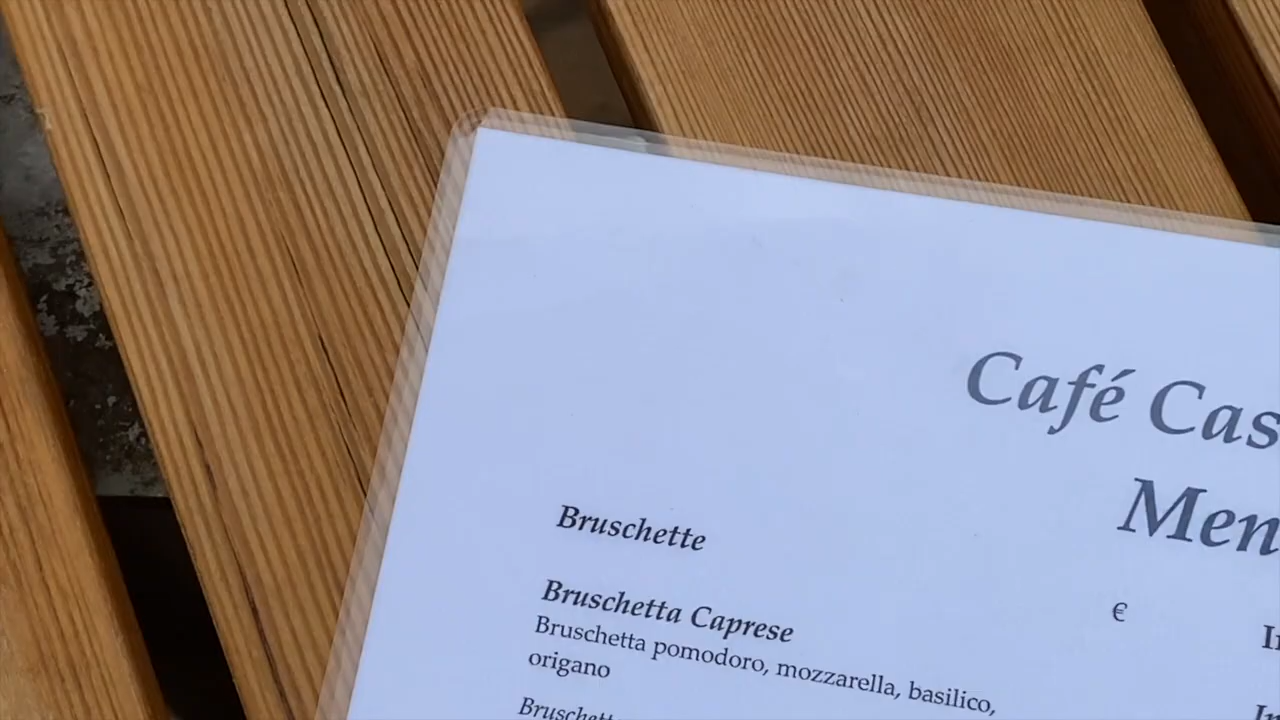 Café Cas
Men
Bruschette
€
Bruschetta Caprese
Bruschetta pomodoro, mozzarella, basilico,
origano